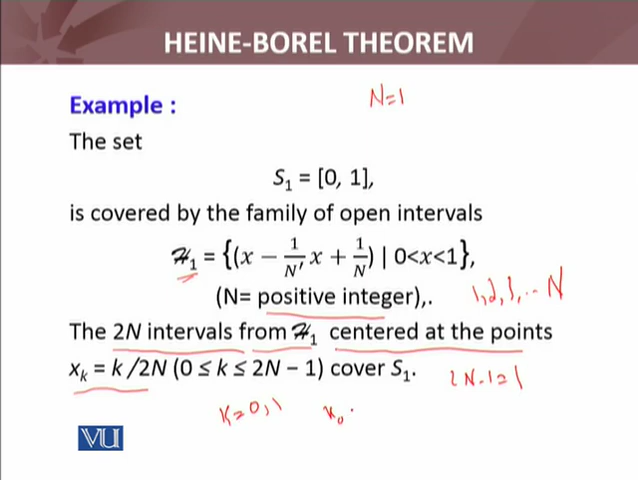 HEINE-BOREL THEOREM
N=1
Example :
The set
S₁ = [0, 1],
is covered by the family of open intervals
ℋ₁ = {(x − 1/N, x + 1/N) | 0<x<1},
(N= positive integer),.
1,2,3,... N
The 2N intervals from ℋ₁ centered at the points
xₖ = k/2N (0 ≤ k ≤ 2N − 1) cover S₁.
2N-1=1
K=0,1
x₀.
VU